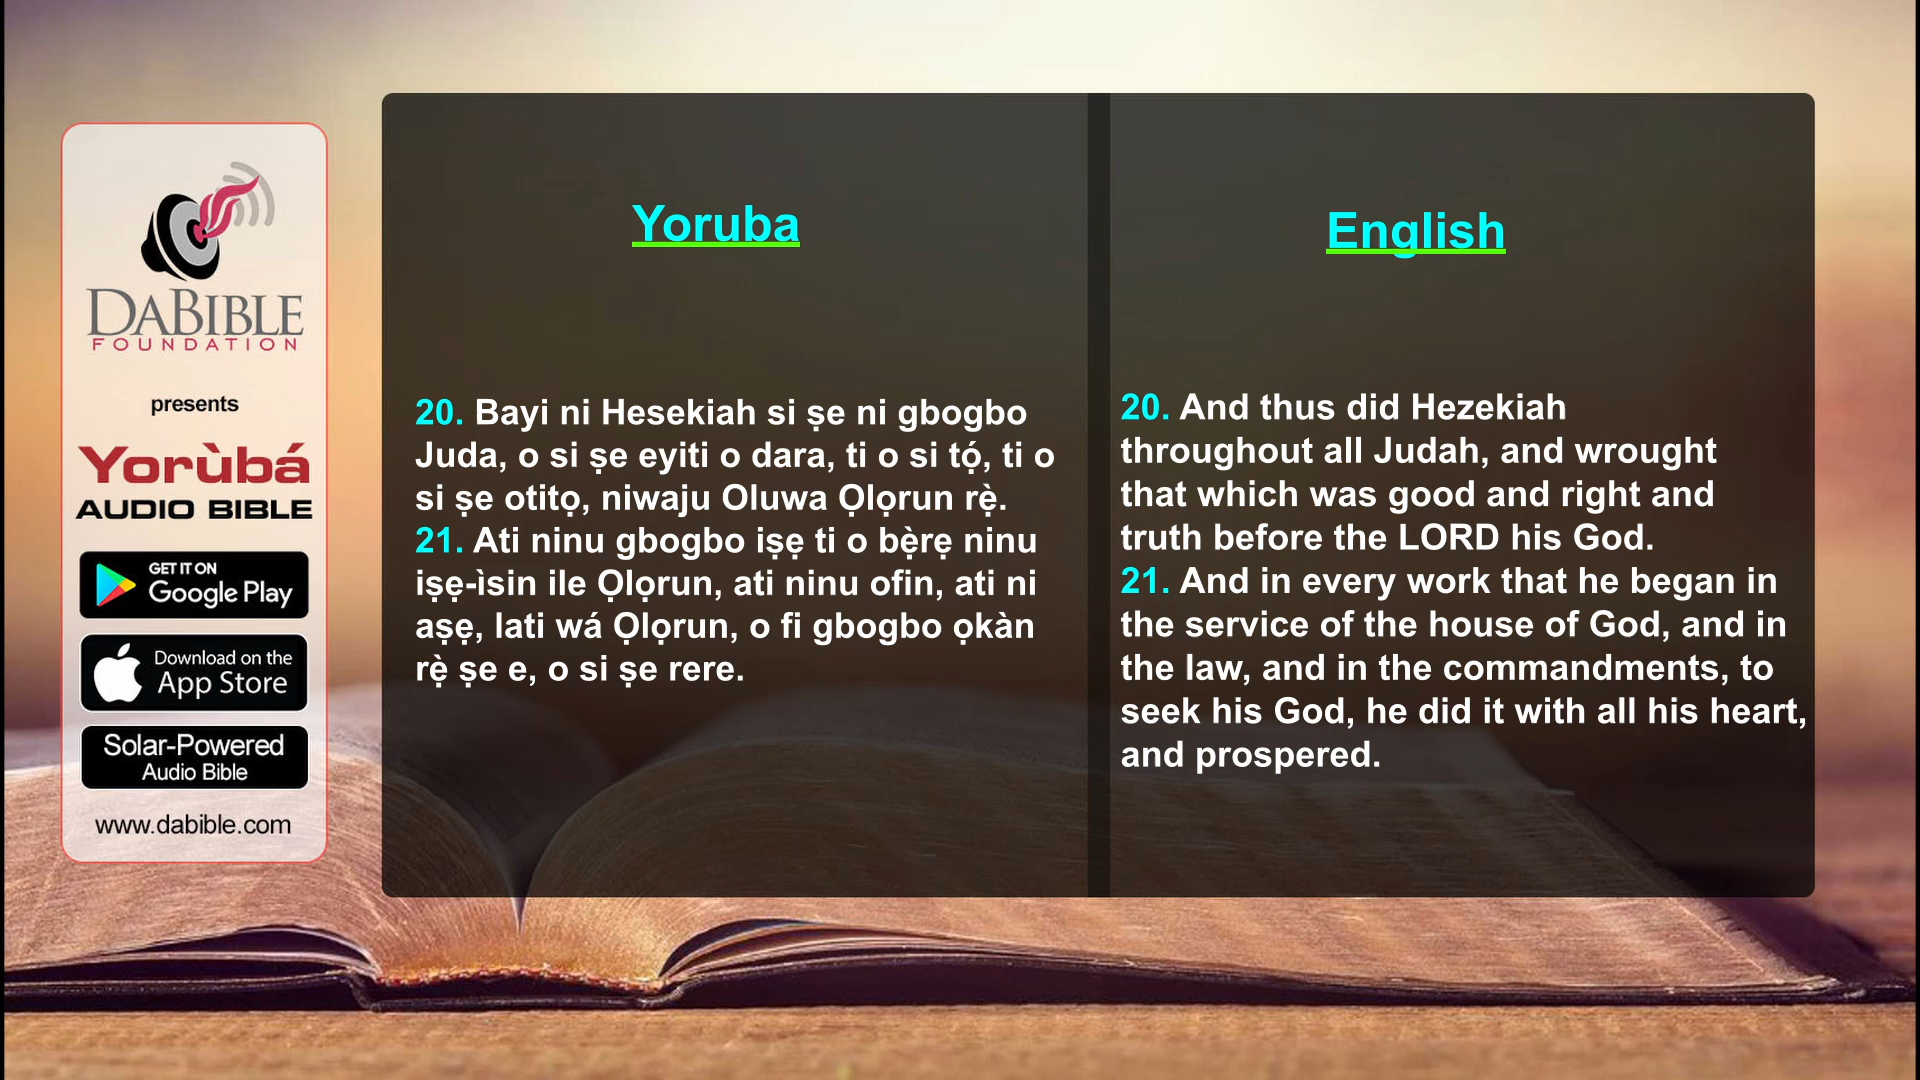 DABIBLE
FOUNDATION
presents
Yorùbá
AUDIO BIBLE
GET IT ON
Google Play
Download on the
App Store
Solar-Powered
Audio Bible
www.dabible.com
Yoruba
20. Bayi ni Hesekiah si ṣe ni gbogbo
Juda, o si ṣe eyiti o dara, ti o si tọ́, ti o
si ṣe otitọ, niwaju Oluwa Ọlọrun rẹ̀.
21. Ati ninu gbogbo iṣẹ ti o bẹ̀rẹ ninu
iṣẹ-ìsin ile Ọlọrun, ati ninu ofin, ati ni
aṣẹ, lati wá Ọlọrun, o fi gbogbo ọkàn
rẹ̀ ṣe e, o si ṣe rere.
English
20. And thus did Hezekiah
throughout all Judah, and wrought
that which was good and right and
truth before the LORD his God.
21. And in every work that he began in
the service of the house of God, and in
the law, and in the commandments, to
seek his God, he did it with all his heart,
and prospered.